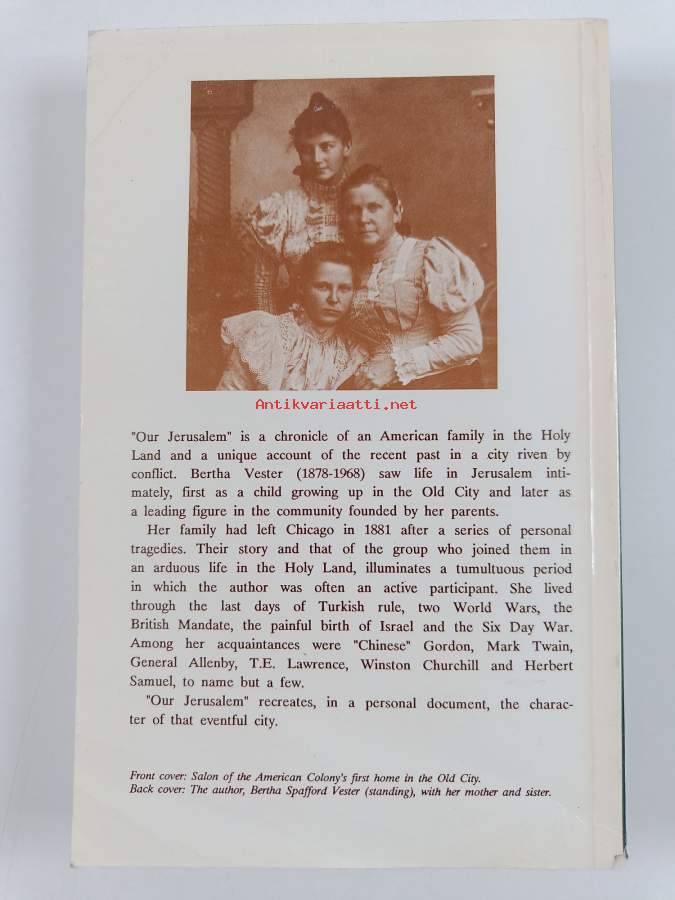 Antikvariaatti.net
"Our Jerusalem" is a chronicle of an American family in the Holy
Land and a unique account of the recent past in a city riven by
conflict. Bertha Vester (1878-1968) saw life in Jerusalem inti-
mately, first as a child growing up in the Old City and later as
a leading figure in the community founded by her parents.
Her family had left Chicago in 1881 after a series of personal
tragedies. Their story and that of the group who joined them in
an arduous life in the Holy Land, illuminates a tumultuous period
in which the author was often an active participant. She lived
through the last days of Turkish rule, two World Wars, the
British Mandate, the painful birth of Israel and the Six Day War.
Among her acquaintances were "Chinese" Gordon, Mark Twain,
General Allenby, T.E. Lawrence, Winston Churchill and Herbert
Samuel, to name but a few.
"Our Jerusalem" recreates, in a personal document, the charac-
ter of that eventful city.
Front cover: Salon of the American Colony's first home in the Old City.
Back cover: The author, Bertha Spafford Vester (standing), with her mother and sister.